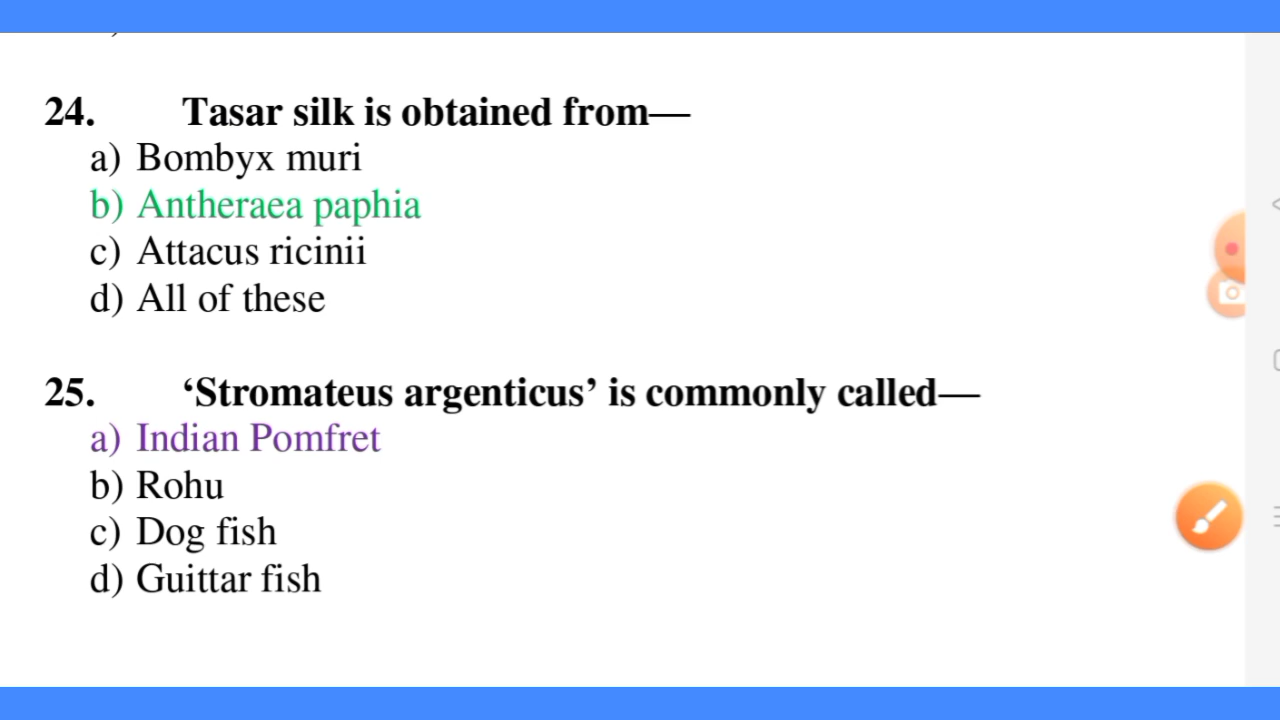 24. Tasar silk is obtained from—
a) Bombyx muri
b) Antheraea paphia
c) Attacus ricinii
d) All of these
25. ‘Stromateus argenticus’ is commonly called—
a) Indian Pomfret
b) Rohu
c) Dog fish
d) Guittar fish